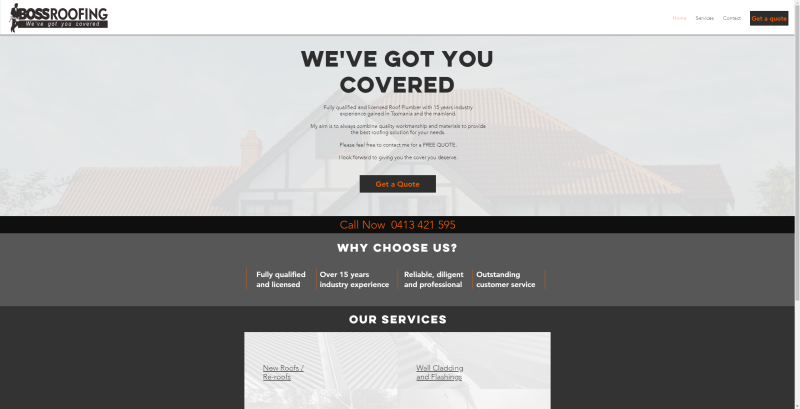 BOSSROOFING
We've got you covered
Home
Services
Contact
Get a quote
WE'VE GOT YOU
COVERED
Fully qualified and licensed Roof Plumber with 15 years industry
experience gained in Tasmania and the mainland.
My aim is to always combine quality workmanship and materials to provide
the best roofing solution for your needs.
Please feel free to contact me for a FREE QUOTE.
I look forward to giving you the cover you deserve.
Get a Quote
Call Now 0413 421 595
WHY CHOOSE US?
Fully qualified
and licensed
Over 15 years
industry experience
Reliable, diligent
and professional
Outstanding
customer service
OUR SERVICES
New Roofs /
Re-roofs
Wall Cladding
and Flashings